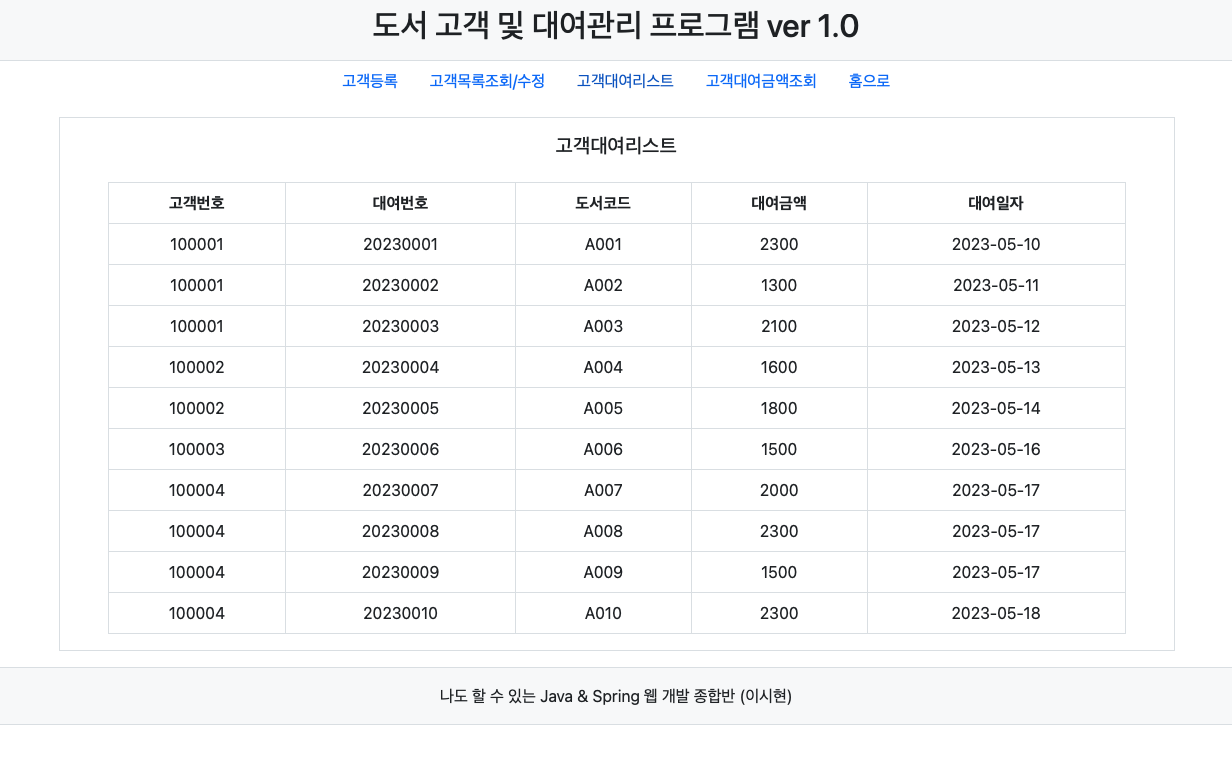 도서 고객 및 대여관리 프로그램 ver 1.0
고객등록 고객목록조회/수정 고객대여리스트 고객대여금액조회 홈으로
고객대여리스트
고객번호 대여번호 도서코드 대여금액 대여일자
100001 20230001 A001 2300 2023-05-10
100001 20230002 A002 1300 2023-05-11
100001 20230003 A003 2100 2023-05-12
100002 20230004 A004 1600 2023-05-13
100002 20230005 A005 1800 2023-05-14
100003 20230006 A006 1500 2023-05-16
100004 20230007 A007 2000 2023-05-17
100004 20230008 A008 2300 2023-05-17
100004 20230009 A009 1500 2023-05-17
100004 20230010 A010 2300 2023-05-18
나도 할 수 있는 Java & Spring 웹 개발 종합반 (이시현)